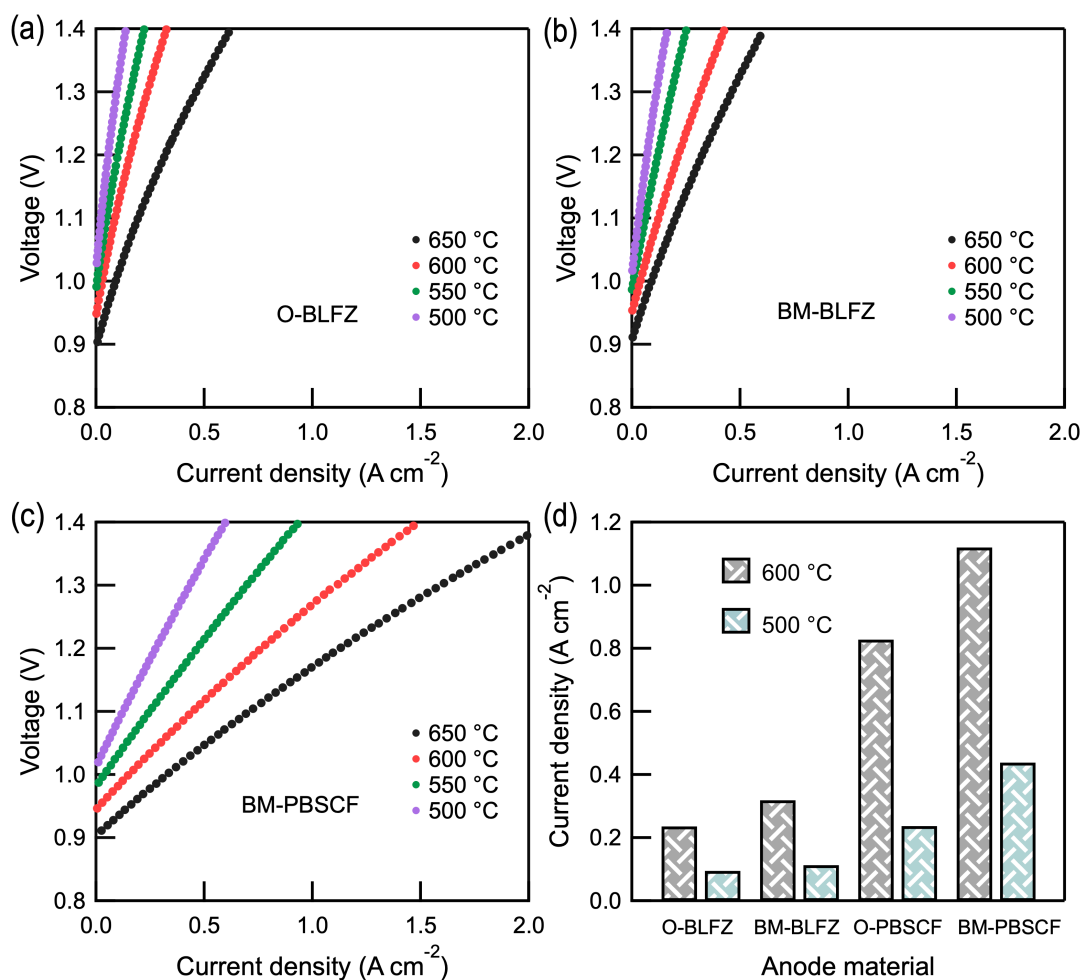 (a)
1.4
1.3
1.2
1.1
1.0
0.9
0.8
Voltage (V)
650 °C
600 °C
550 °C
500 °C
O-BLFZ
0.0 0.5 1.0 1.5 2.0
Current density (A cm⁻²)
(b)
1.4
1.3
1.2
1.1
1.0
0.9
0.8
Voltage (V)
650 °C
600 °C
550 °C
500 °C
BM-BLFZ
0.0 0.5 1.0 1.5 2.0
Current density (A cm⁻²)
(c)
1.4
1.3
1.2
1.1
1.0
0.9
0.8
Voltage (V)
650 °C
600 °C
550 °C
500 °C
BM-PBSCF
0.0 0.5 1.0 1.5 2.0
Current density (A cm⁻²)
(d)
1.2
1.0
0.8
0.6
0.4
0.2
0.0
Current density (A cm⁻²)
600 °C
500 °C
O-BLFZ BM-BLFZ O-PBSCF BM-PBSCF
Anode material